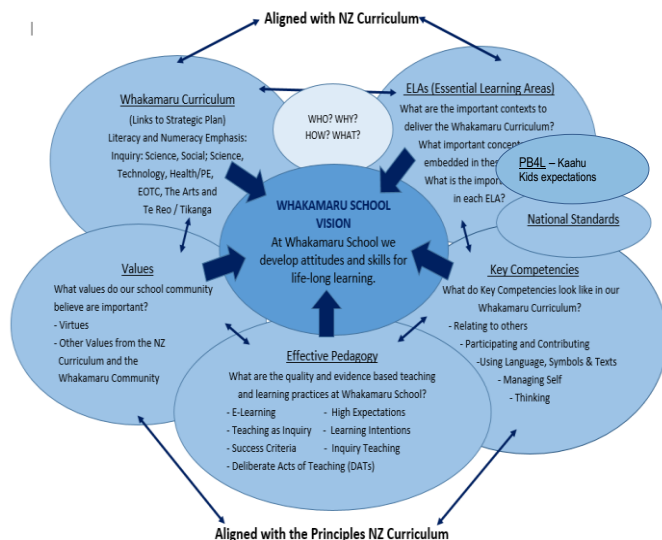 Aligned with NZ Curriculum
Whakamaru Curriculum
(Links to Strategic Plan)
Literacy and Numeracy Emphasis:
Inquiry: Science, Social; Science,
Technology, Health/PE,
EOTC, The Arts and
Te Reo / Tikanga
WHO? WHY?
HOW? WHAT?
ELAs (Essential Learning Areas)
What are the important contexts to
deliver the Whakamaru Curriculum?
What important concept
embedded in the
What is the import
in each ELA?
PB4L – Kaahu
Kids expectations
National Standards
WHAKAMARU SCHOOL
VISION
At Whakamaru School we
develop attitudes and skills for
life-long learning.
Values
What values do our school community
believe are important?
- Virtues
- Other Values from the NZ
Curriculum and the
Whakamaru Community
Key Competencies
What do Key Competencies look like in our
Whakamaru Curriculum?
- Relating to others
- Participating and Contributing
-Using Language, Symbols & Texts
- Managing Self
- Thinking
Effective Pedagogy
What are the quality and evidence based teaching
and learning practices at Whakamaru School?
- E-Learning - High Expectations
- Teaching as Inquiry - Learning Intentions
- Success Criteria - Inquiry Teaching
- Deliberate Acts of Teaching (DATs)
Aligned with the Principles NZ Curriculum